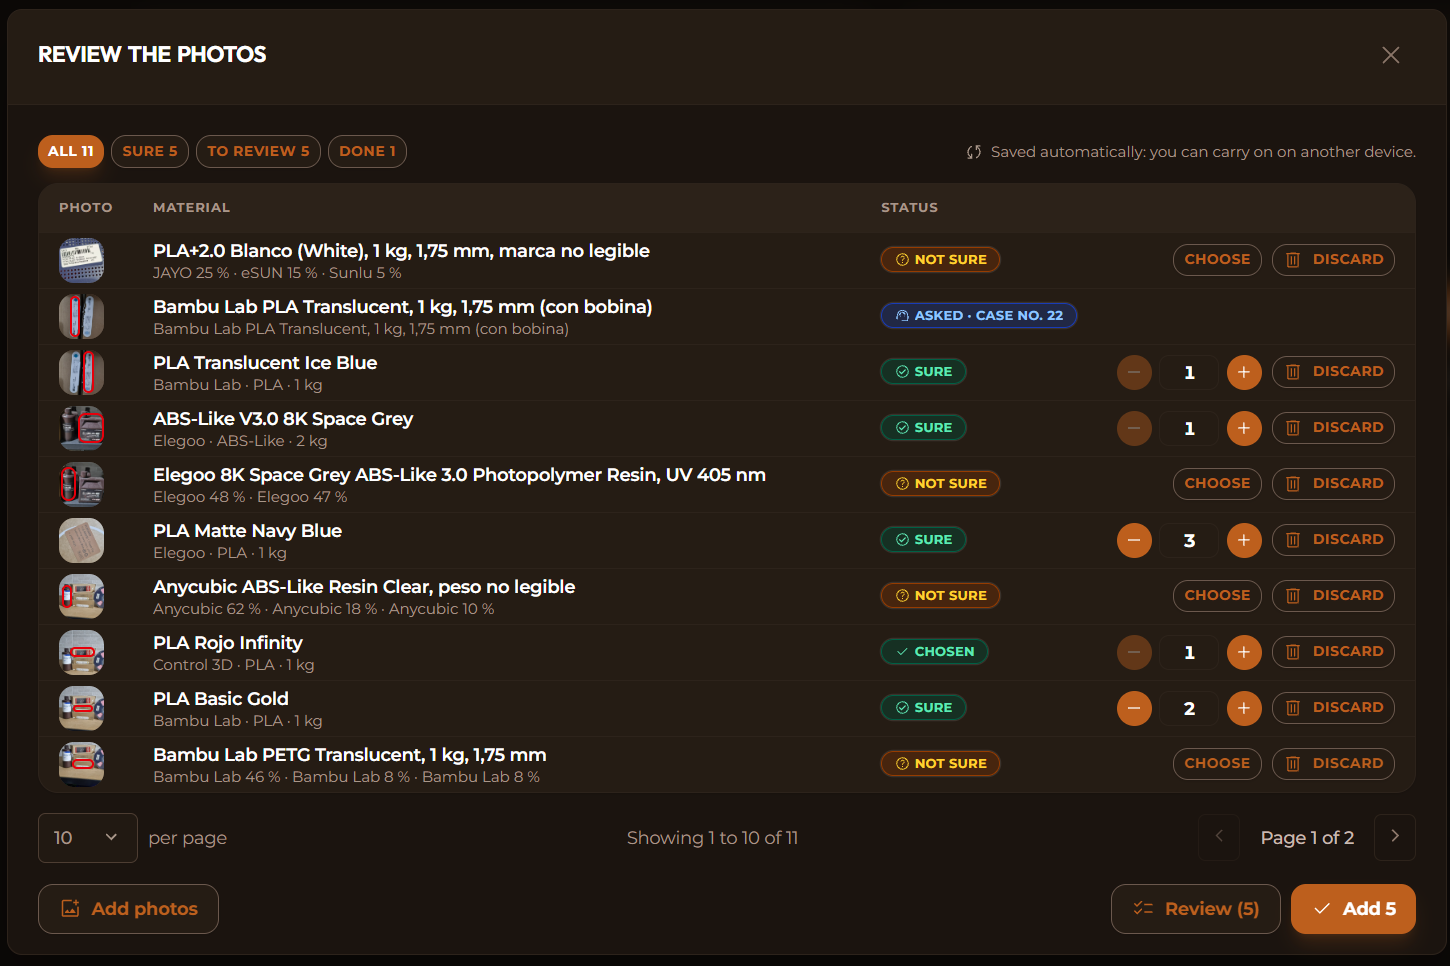 REVIEW THE PHOTOS
ALL 11 SURE 5 TO REVIEW 5 DONE 1
Saved automatically: you can carry on on another device.
PHOTO MATERIAL STATUS
PLA+2.0 Blanco (White), 1 kg, 1,75 mm, marca no legible
JAYO 25 % · eSUN 15 % · Sunlu 5 %
NOT SURE CHOOSE DISCARD
Bambu Lab PLA Translucent, 1 kg, 1,75 mm (con bobina)
Bambu Lab PLA Translucent, 1 kg, 1,75 mm (con bobina)
ASKED · CASE NO. 22
PLA Translucent Ice Blue
Bambu Lab · PLA · 1 kg
SURE 1 DISCARD
ABS-Like V3.0 8K Space Grey
Elegoo · ABS-Like · 2 kg
SURE 1 DISCARD
Elegoo 8K Space Grey ABS-Like 3.0 Photopolymer Resin, UV 405 nm
Elegoo 48 % · Elegoo 47 %
NOT SURE CHOOSE DISCARD
PLA Matte Navy Blue
Elegoo · PLA · 1 kg
SURE 3 DISCARD
Anycubic ABS-Like Resin Clear, peso no legible
Anycubic 62 % · Anycubic 18 % · Anycubic 10 %
NOT SURE CHOOSE DISCARD
PLA Rojo Infinity
Control 3D · PLA · 1 kg
CHOSEN 1 DISCARD
PLA Basic Gold
Bambu Lab · PLA · 1 kg
SURE 2 DISCARD
Bambu Lab PETG Translucent, 1 kg, 1,75 mm
Bambu Lab 46 % · Bambu Lab 8 % · Bambu Lab 8 %
NOT SURE CHOOSE DISCARD
10 per page
Showing 1 to 10 of 11
Page 1 of 2
Add photos
Review (5)
Add 5